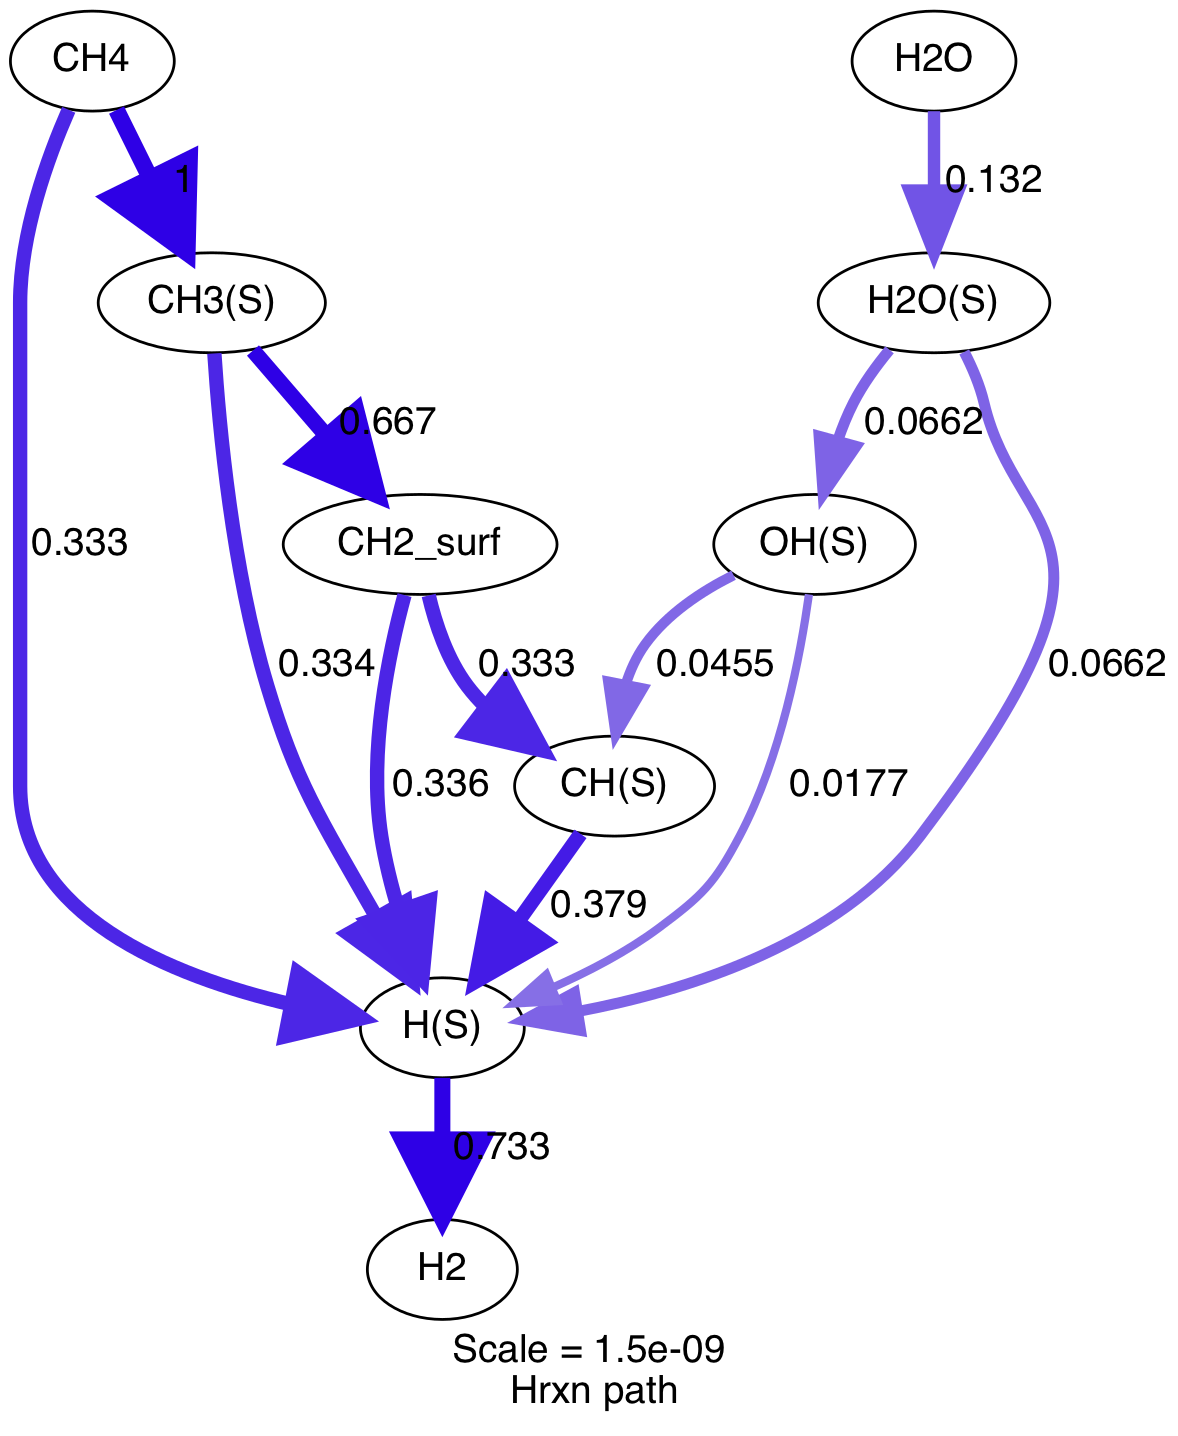 CH4
H2O
1
0.132
CH3(S)
H2O(S)
0.667
0.0662
CH2_surf
OH(S)
0.333
0.334
0.333
0.0455
0.0662
0.336
CH(S)
0.0177
0.379
H(S)
0.733
H2
Scale = 1.5e-09
Hrxn path